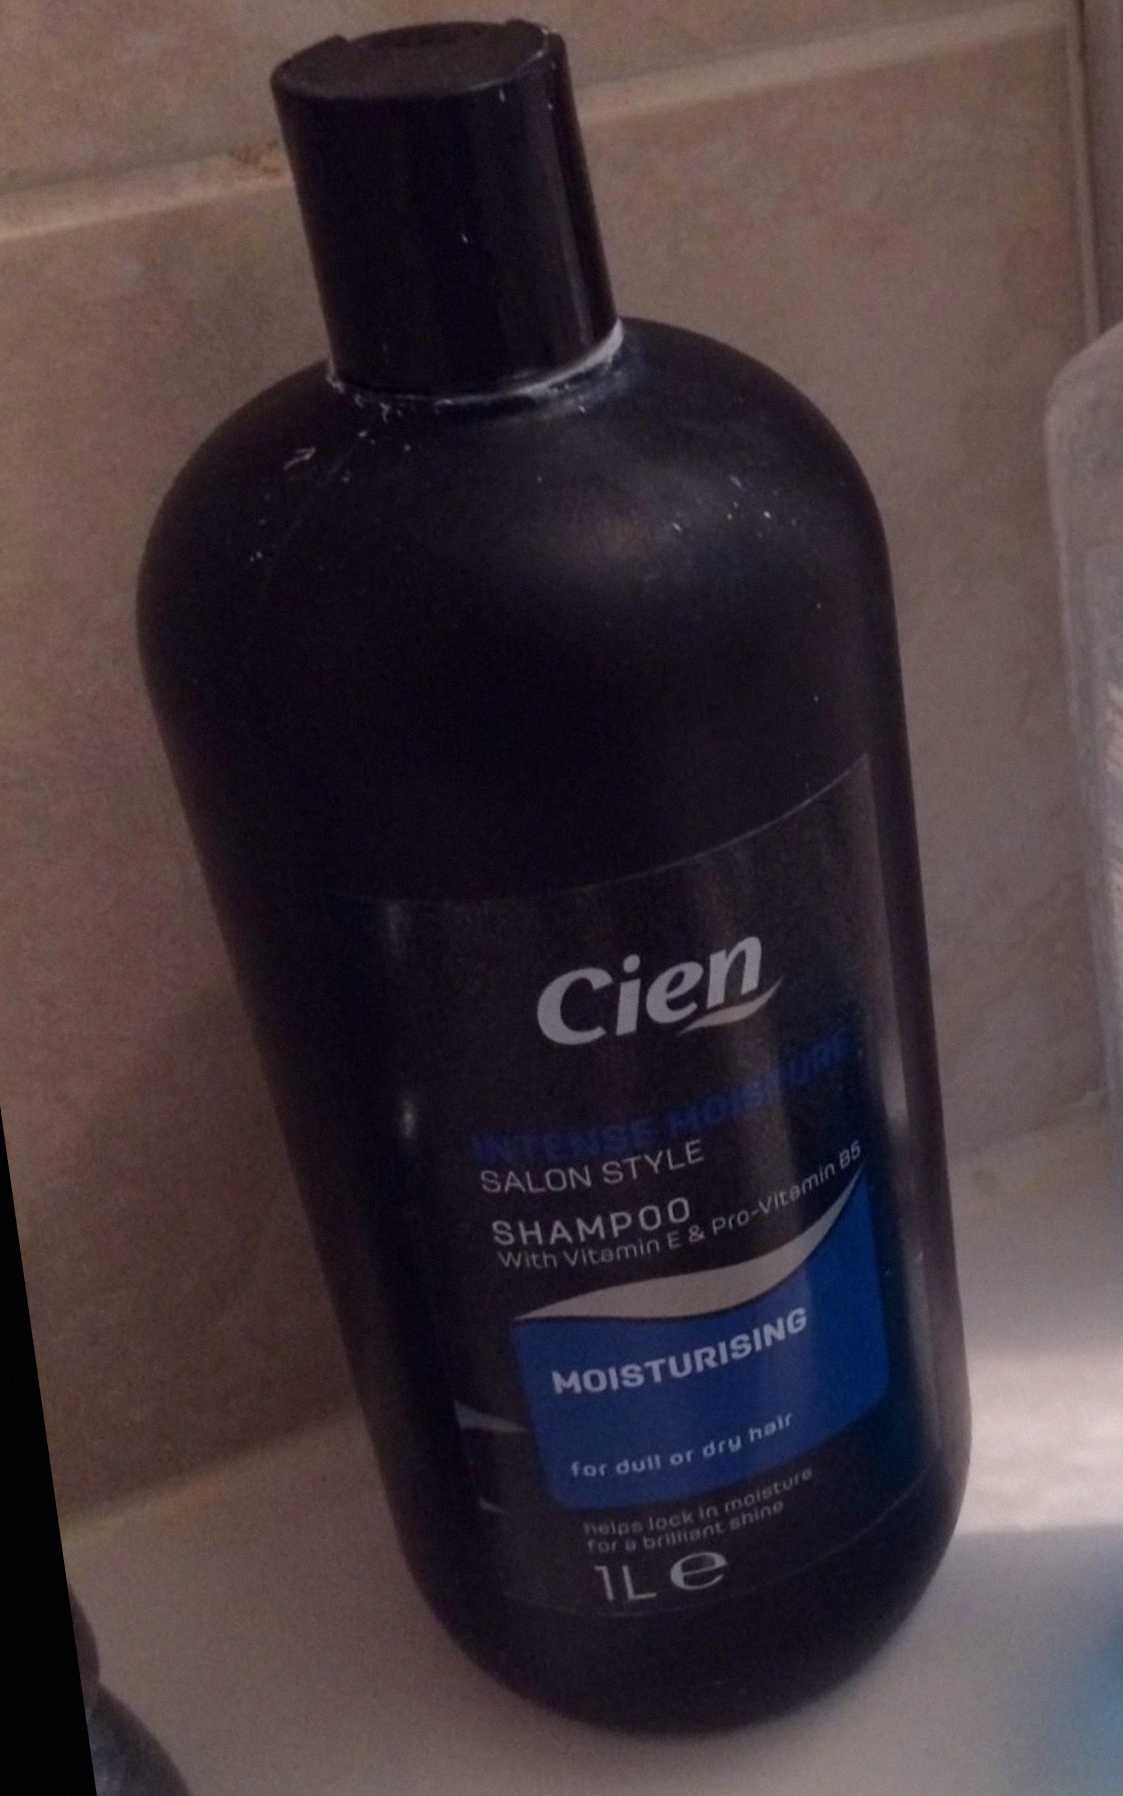 Cien
INTENSE MOISTURE
SALON STYLE
SHAMPOO
With Vitamin E & Pro-Vitamin B5
MOISTURISING
for dull or dry hair
helps lock in moisture
for a brilliant shine
1L e